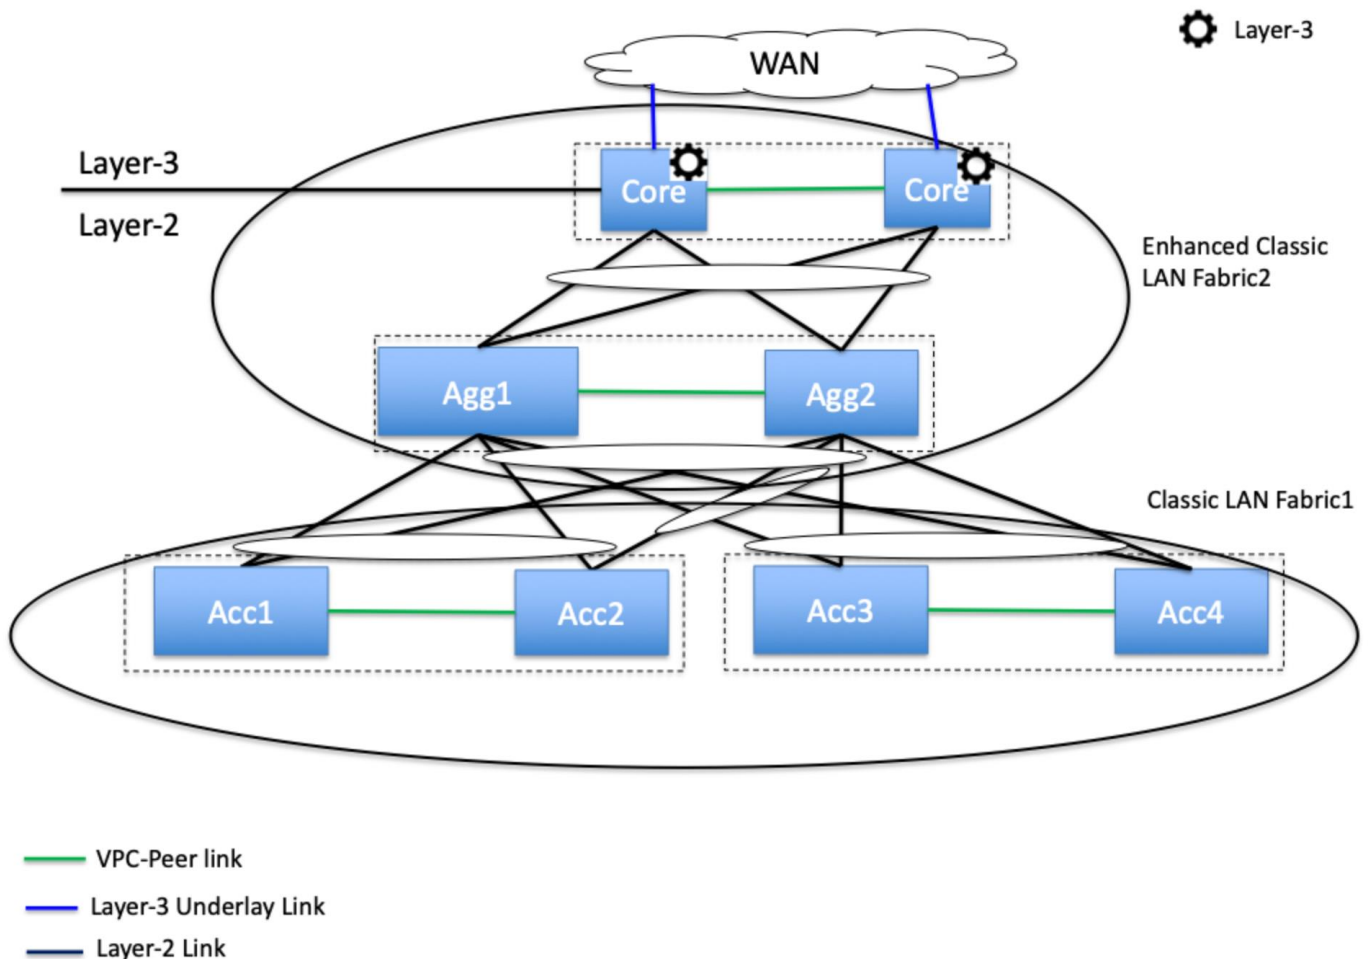 Layer-3
WAN
Layer-3
Layer-2
Core
Core
Enhanced Classic
LAN Fabric2
Agg1
Agg2
Classic LAN Fabric1
Acc1
Acc2
Acc3
Acc4
VPC-Peer link
Layer-3 Underlay Link
Layer-2 Link